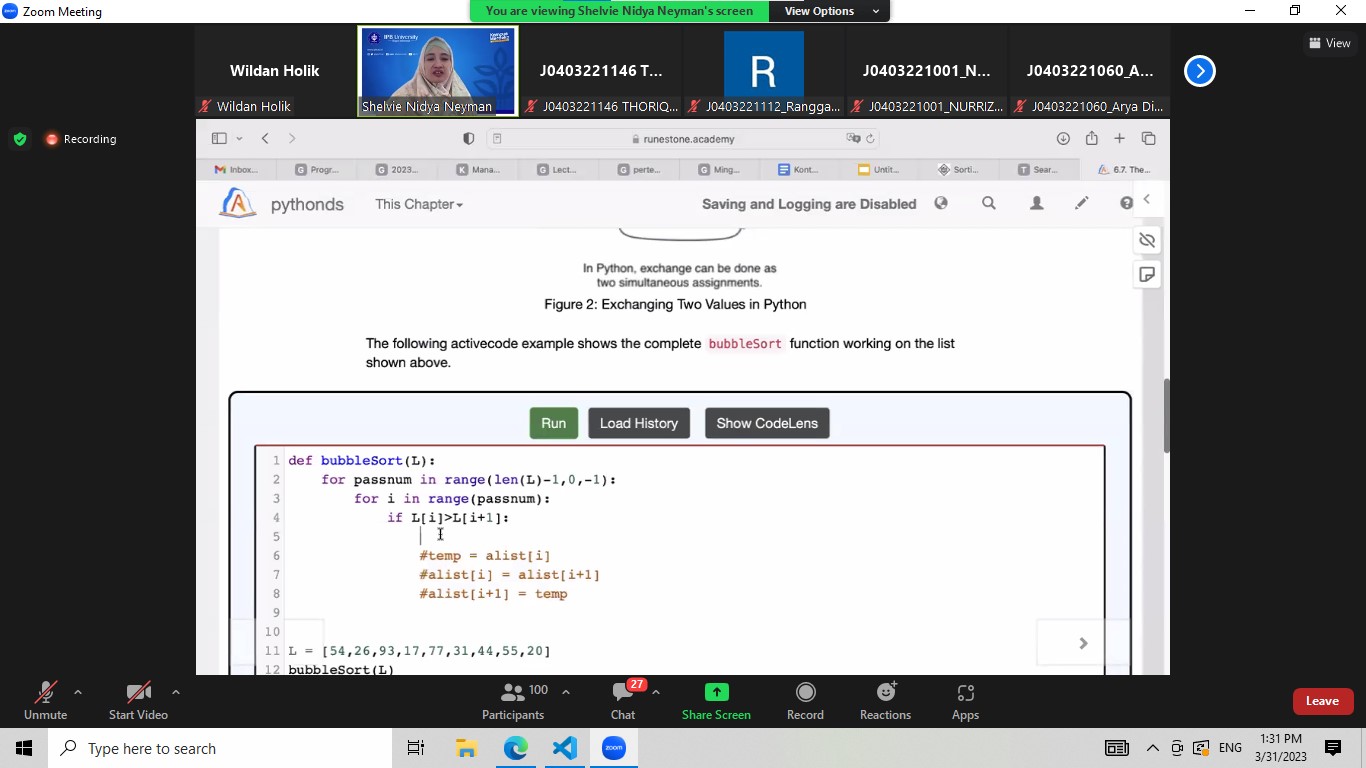 Zoom Meeting
You are viewing Shelvie Nidya Neyman's screen
View Options
View
Wildan Holik
Wildan Holik
IPB University
Shelvie Nidya Neyman
J0403221146 T...
J0403221146 THORIQ...
R
J0403221112_Rangga...
J0403221001_N...
J0403221001_NURRIZ...
J0403221060_A...
J0403221060_Arya Di...
Recording
runestone.academy
Inbox...
Progr...
2023...
Mana...
Lect...
perte...
Ming...
Kont...
Untit...
Sorti...
Sear...
6.7. The...
pythonds
This Chapter
Saving and Logging are Disabled
In Python, exchange can be done as
two simultaneous assignments.
Figure 2: Exchanging Two Values in Python
The following activecode example shows the complete bubbleSort function working on the list
shown above.
Run
Load History
Show CodeLens
1 def bubbleSort(L):
2 for passnum in range(len(L)-1,0,-1):
3 for i in range(passnum):
4 if L[i]>L[i+1]:
5
6 #temp = alist[i]
7 #alist[i] = alist[i+1]
8 #alist[i+1] = temp
9
10
11 L = [54,26,93,17,77,31,44,55,20]
12 bubbleSort(L)
Unmute
Start Video
Participants
100
Chat
27
Share Screen
Record
Reactions
Apps
Leave
Type here to search
zoom
ENG
1:31 PM
3/31/2023